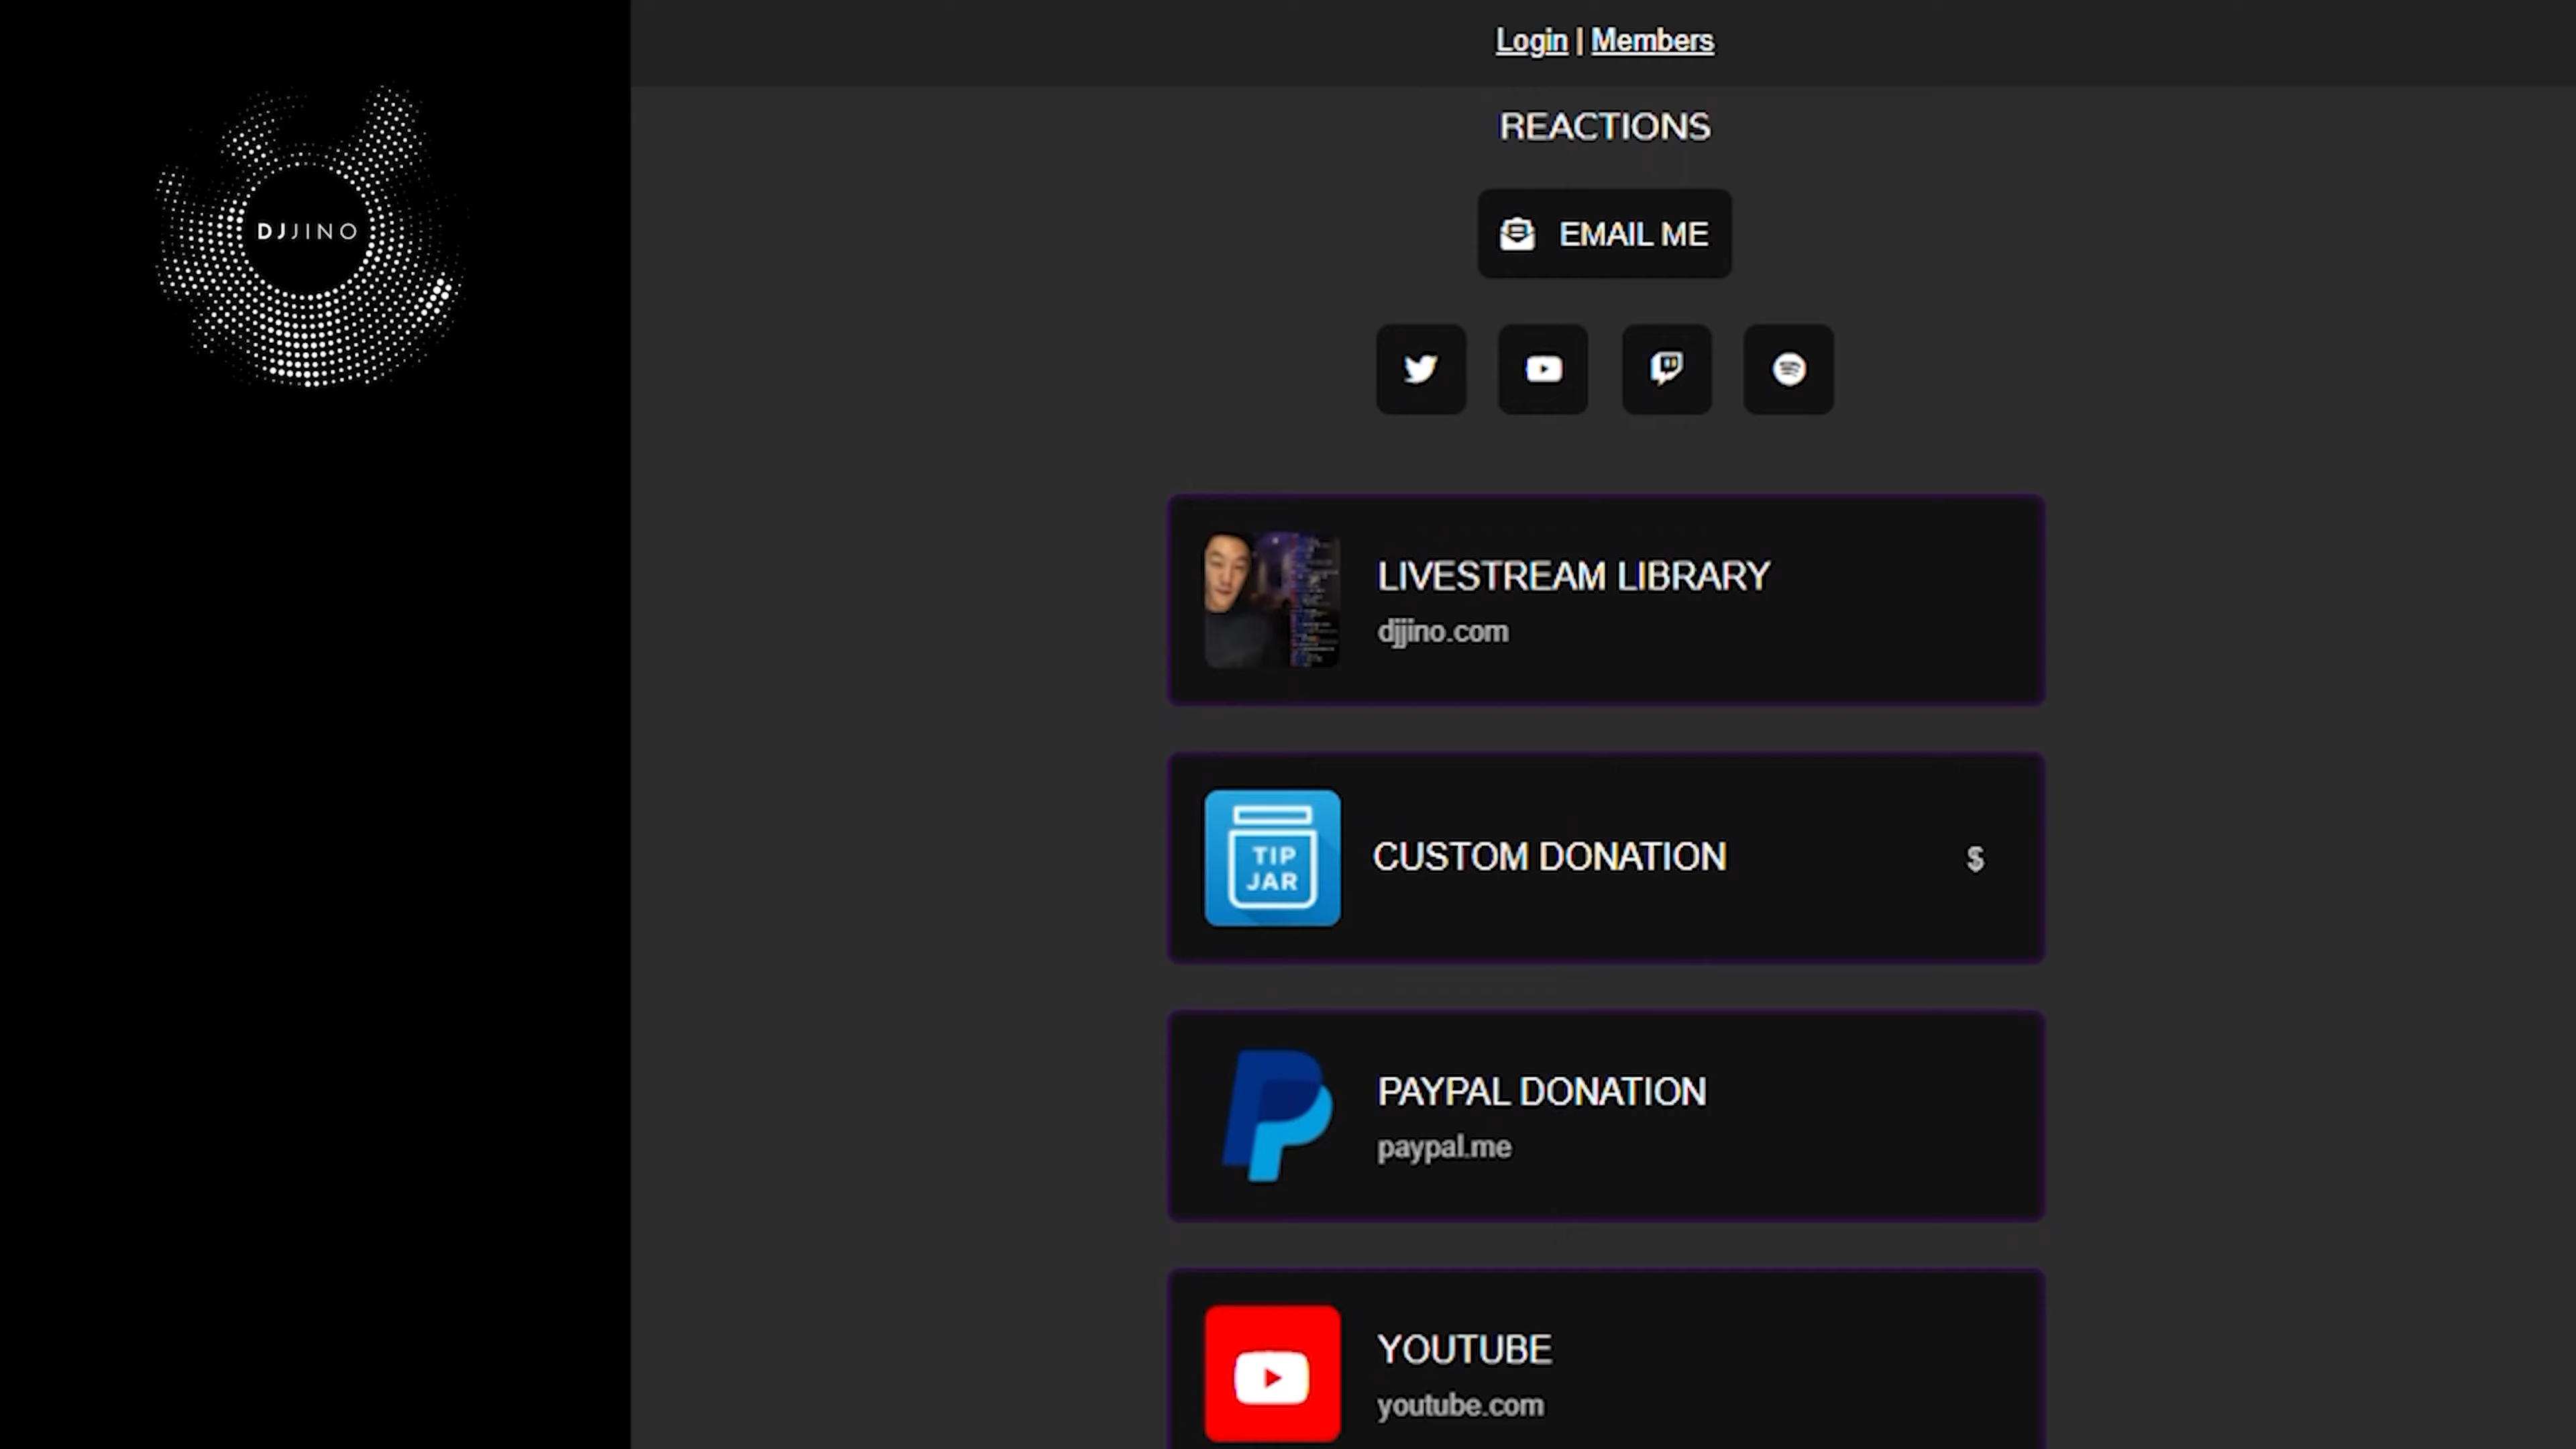 DJJINO
Login | Members
REACTIONS
EMAIL ME
LIVESTREAM LIBRARY
djjino.com
TIP
JAR
CUSTOM DONATION
$
PAYPAL DONATION
paypal.me
YOUTUBE
youtube.com